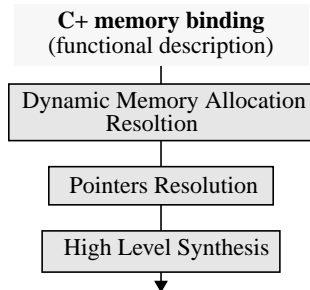 C+ memory binding
(functional description)
Dynamic Memory Allocation
Resoltion
Pointers Resolution
High Level Synthesis